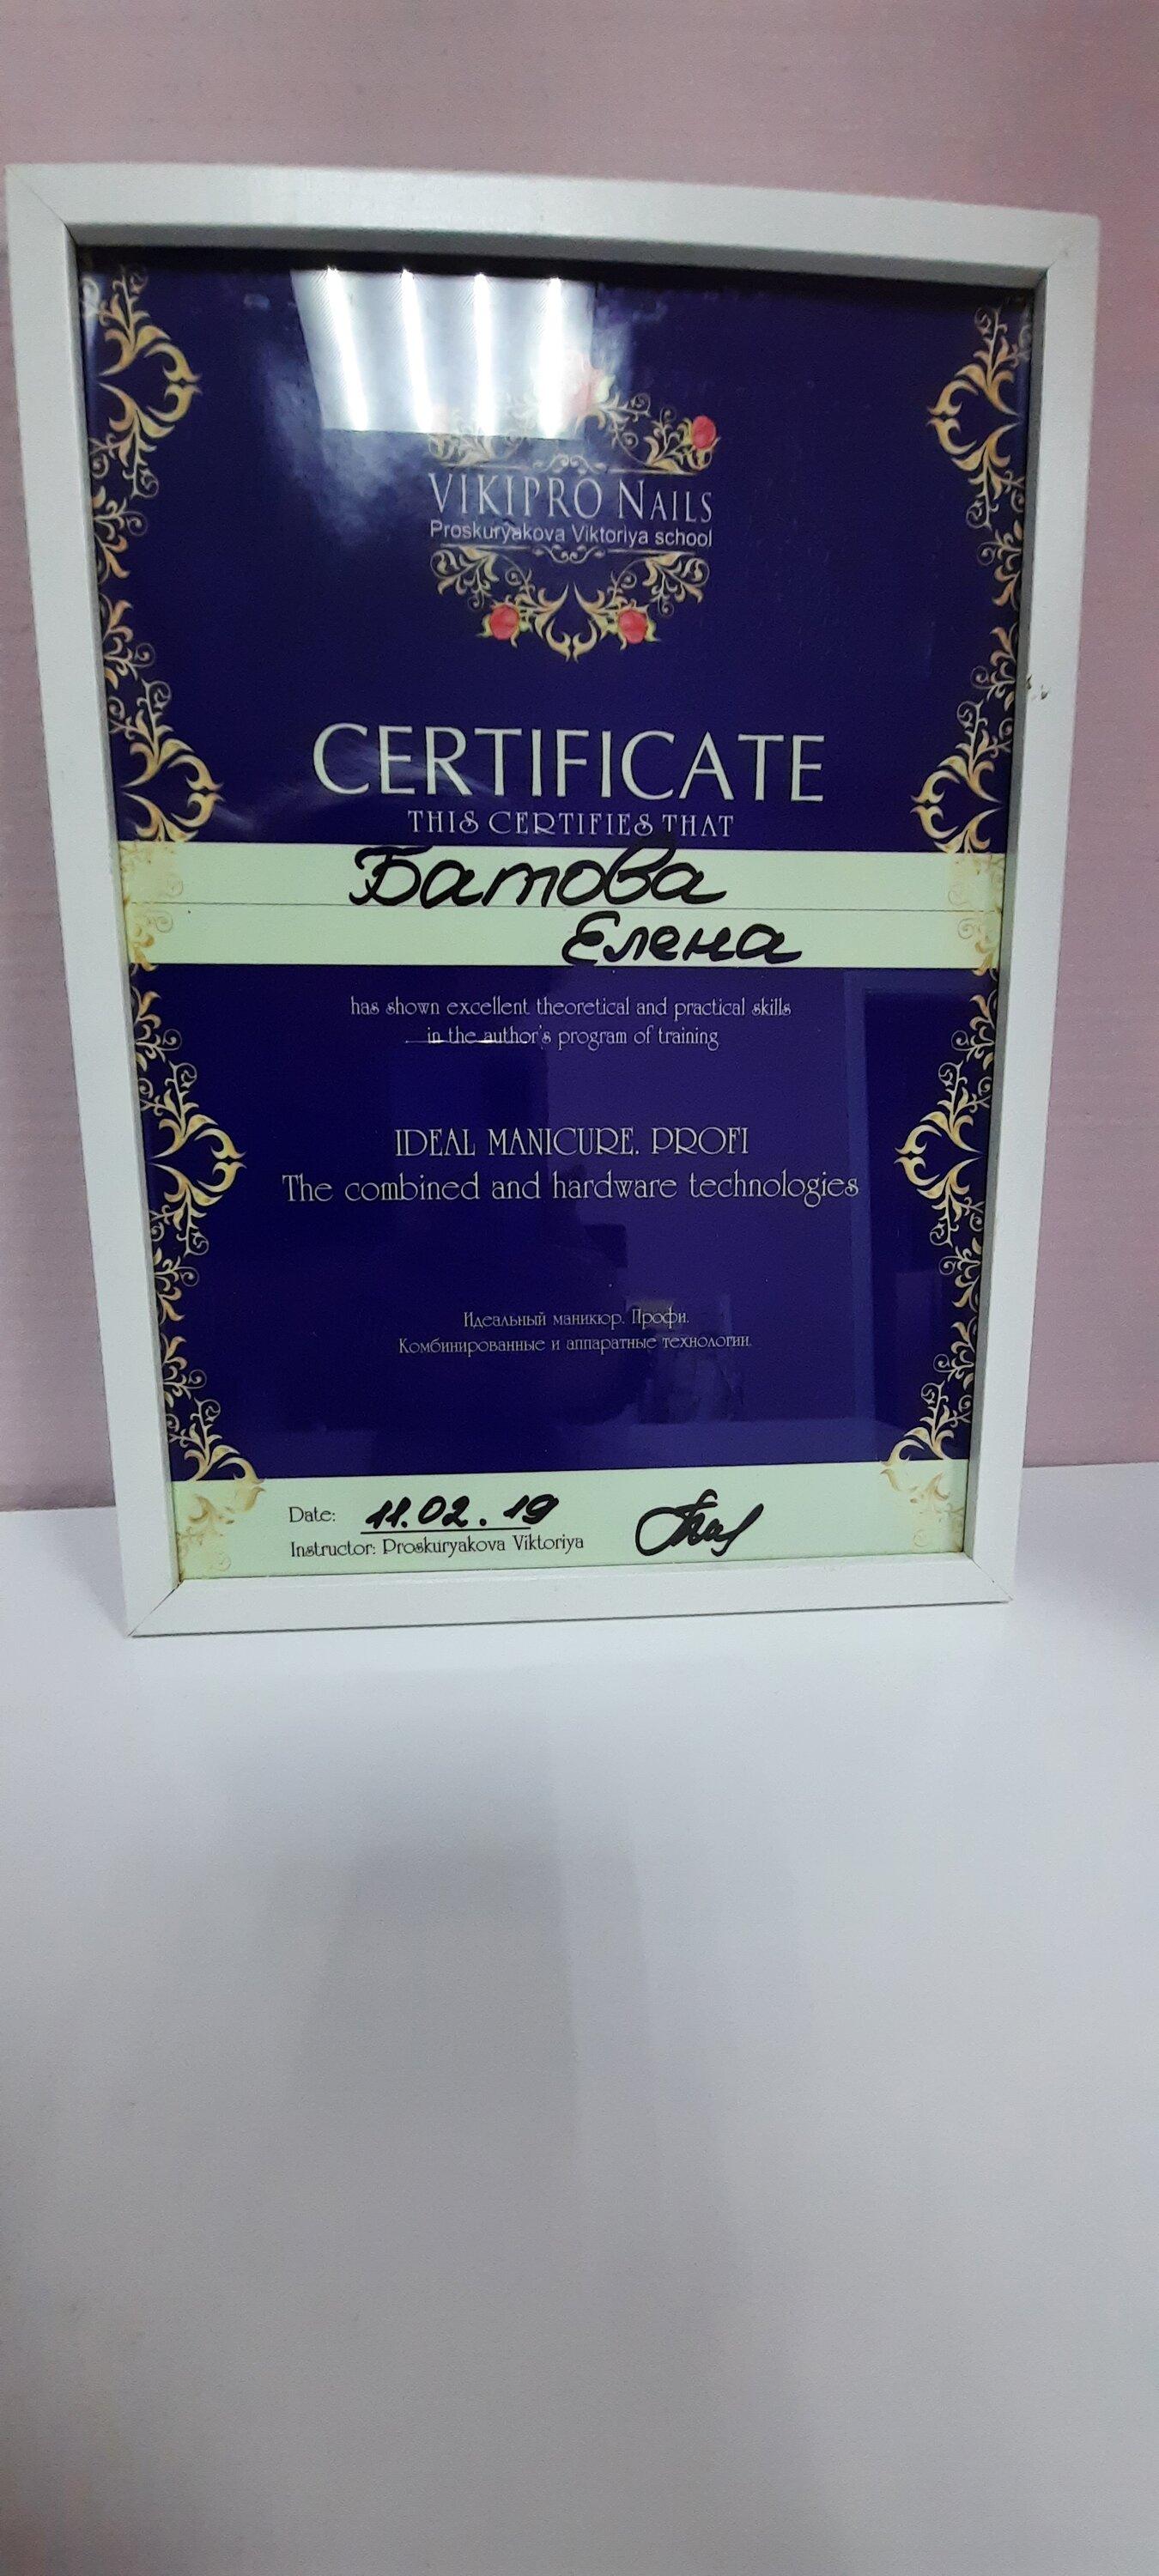 VIKIPRO NAILS
Proskuryakova Viktoriya school
CERTIFICATE
THIS CERTIFIES THAT
Батова
Елена
has shown excellent theoretical and practical skills
in the author's program of training
IDEAL MANICURE. PROFI
The combined and hardware technologies
Идеальный маникюр. Профи.
Комбинированные и аппаратные технологии.
Date: 11.02.19
Instructor: Proskuryakova Viktoriya